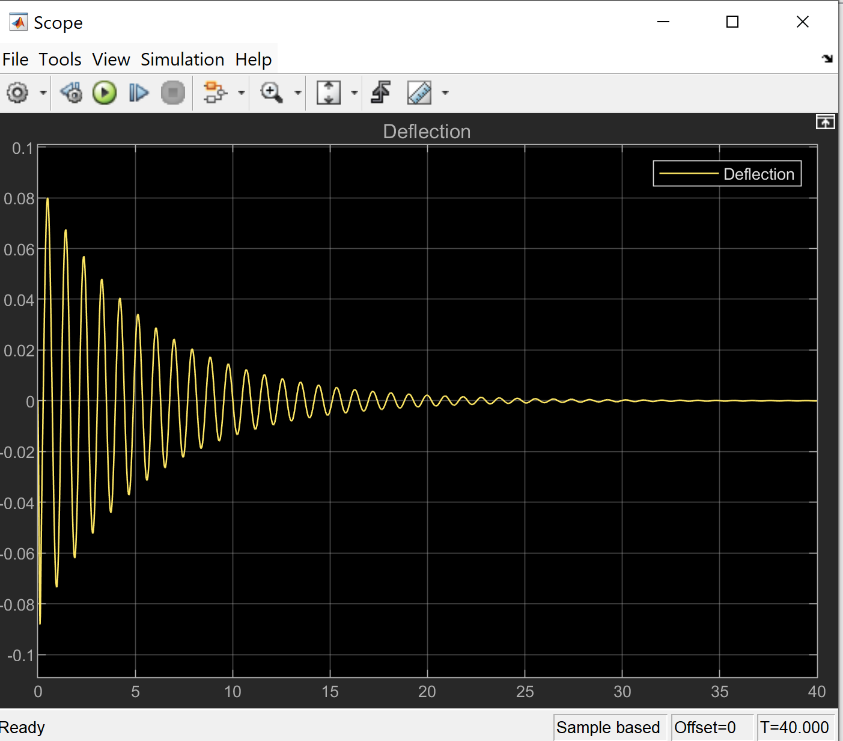 Scope
File Tools View Simulation Help
Deflection
Deflection
0.1
0.08
0.06
0.04
0.02
0
-0.02
-0.04
-0.06
-0.08
-0.1
0 5 10 15 20 25 30 35 40
Ready Sample based Offset=0 T=40.000